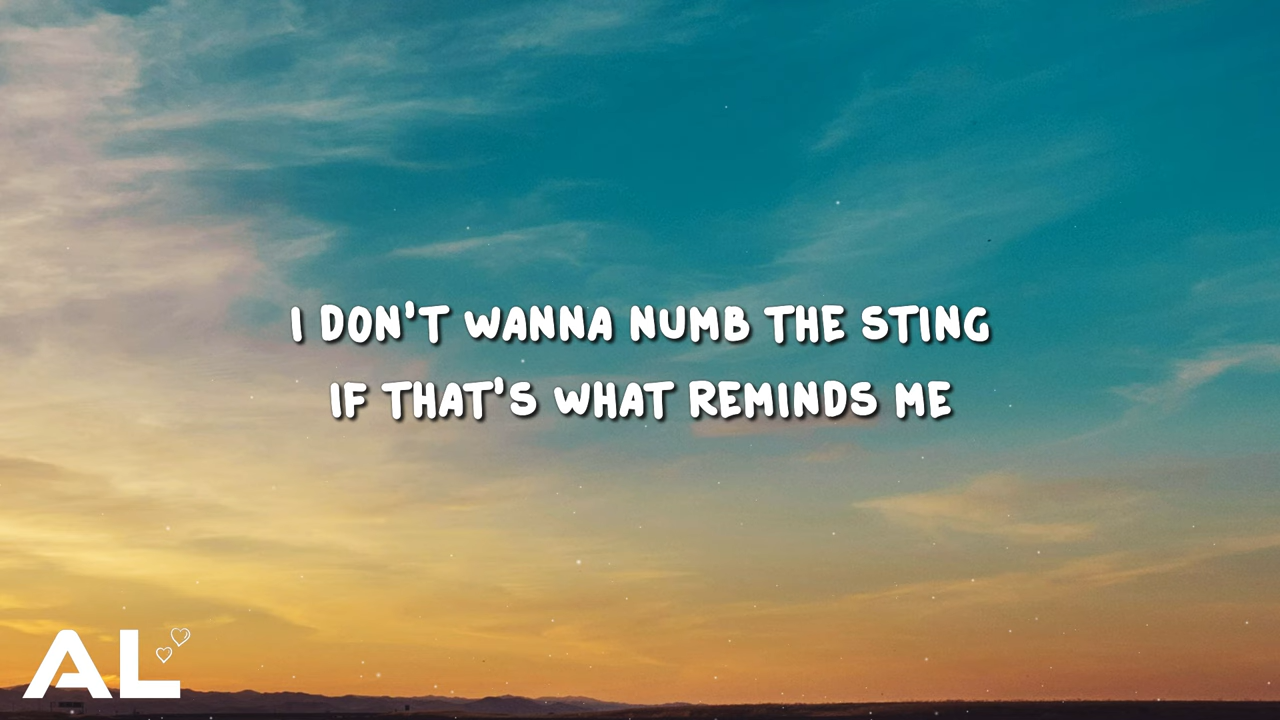 I DON'T WANNA NUMB THE STING
IF THAT'S WHAT REMINDS ME
AL